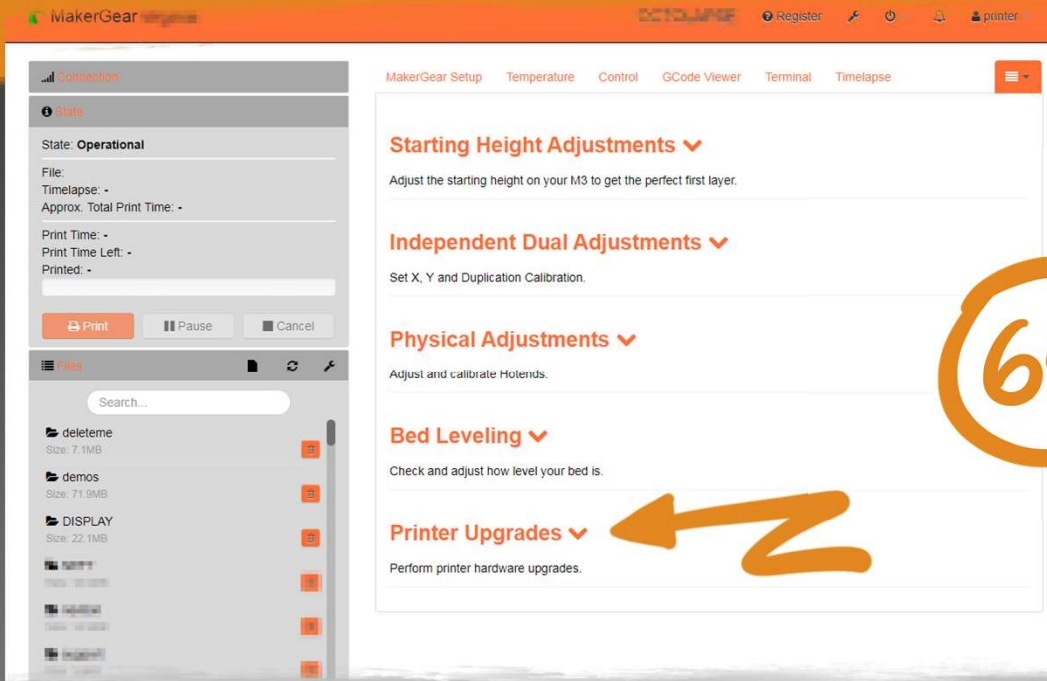 MakerGear
Register
printer
Connection
State
State: Operational
File:
Timelapse: -
Approx. Total Print Time: -
Print Time: -
Print Time Left: -
Printed: -
Print
Pause
Cancel
Files
Search...
deleteme
Size: 7.1MB
demos
Size: 71.9MB
DISPLAY
Size: 22.1MB
MakerGear Setup Temperature Control GCode Viewer Terminal Timelapse
Starting Height Adjustments
Adjust the starting height on your M3 to get the perfect first layer.
Independent Dual Adjustments
Set X, Y and Duplication Calibration.
Physical Adjustments
Adjust and calibrate Hotends.
Bed Leveling
Check and adjust how level your bed is.
Printer Upgrades
Perform printer hardware upgrades.
6